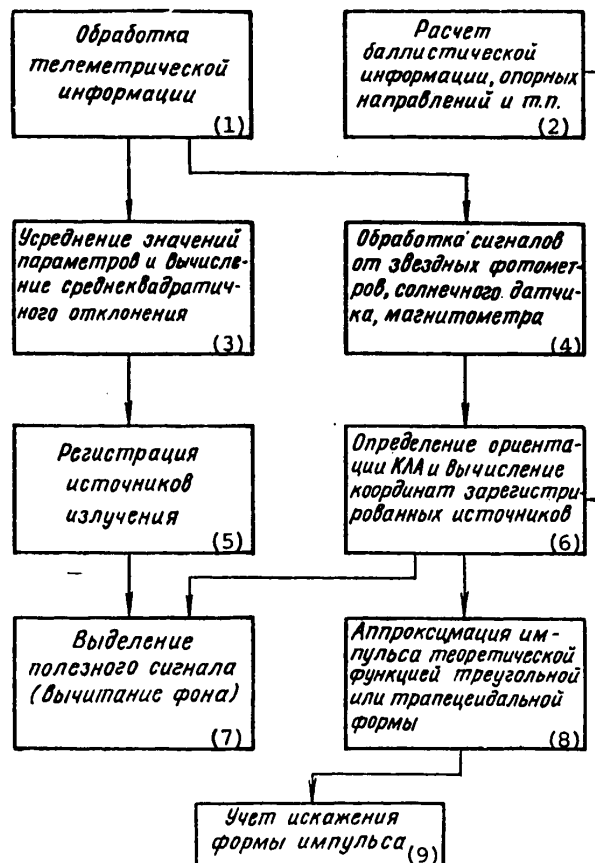 Обработка
телеметрической
информации
(1)
Расчет
баллистической
информации, опорных
направлений и т.п.
(2)
Усреднение значений
параметров и вычисле-
ние среднеквадратич-
ного отклонения
(3)
Обработка сигналов
от звездных фотомет-
ров, солнечного датчи-
ка, магнитометра
(4)
Регистрация
источников
излучения
(5)
Определение ориента-
ции КЛА и вычисление
координат зарегистри-
рованных источников
(6)
Выделение
полезного сигнала
(вычитание фона)
(7)
Аппроксимация им-
пульса теоретической
функцией треугольной
или трапецеидальной
формы
(8)
Учет искажения
формы импульса (9)